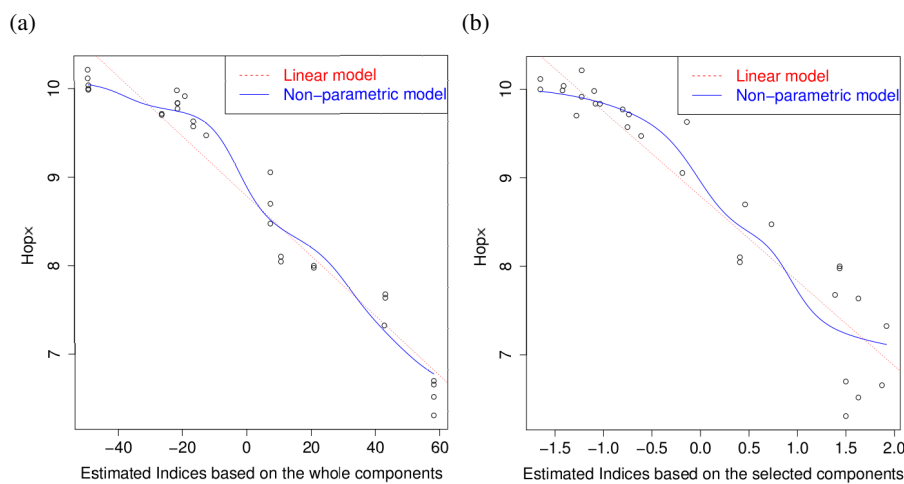 (a)
(b)
Linear model
Non−parametric model
Linear model
Non−parametric model
10
9
8
7
Hop×
−40
−20
0
20
40
60
Estimated Indices based on the whole components
10
9
8
7
Hop×
−1.5
−1.0
−0.5
0.0
0.5
1.0
1.5
2.0
Estimated Indices based on the selected components